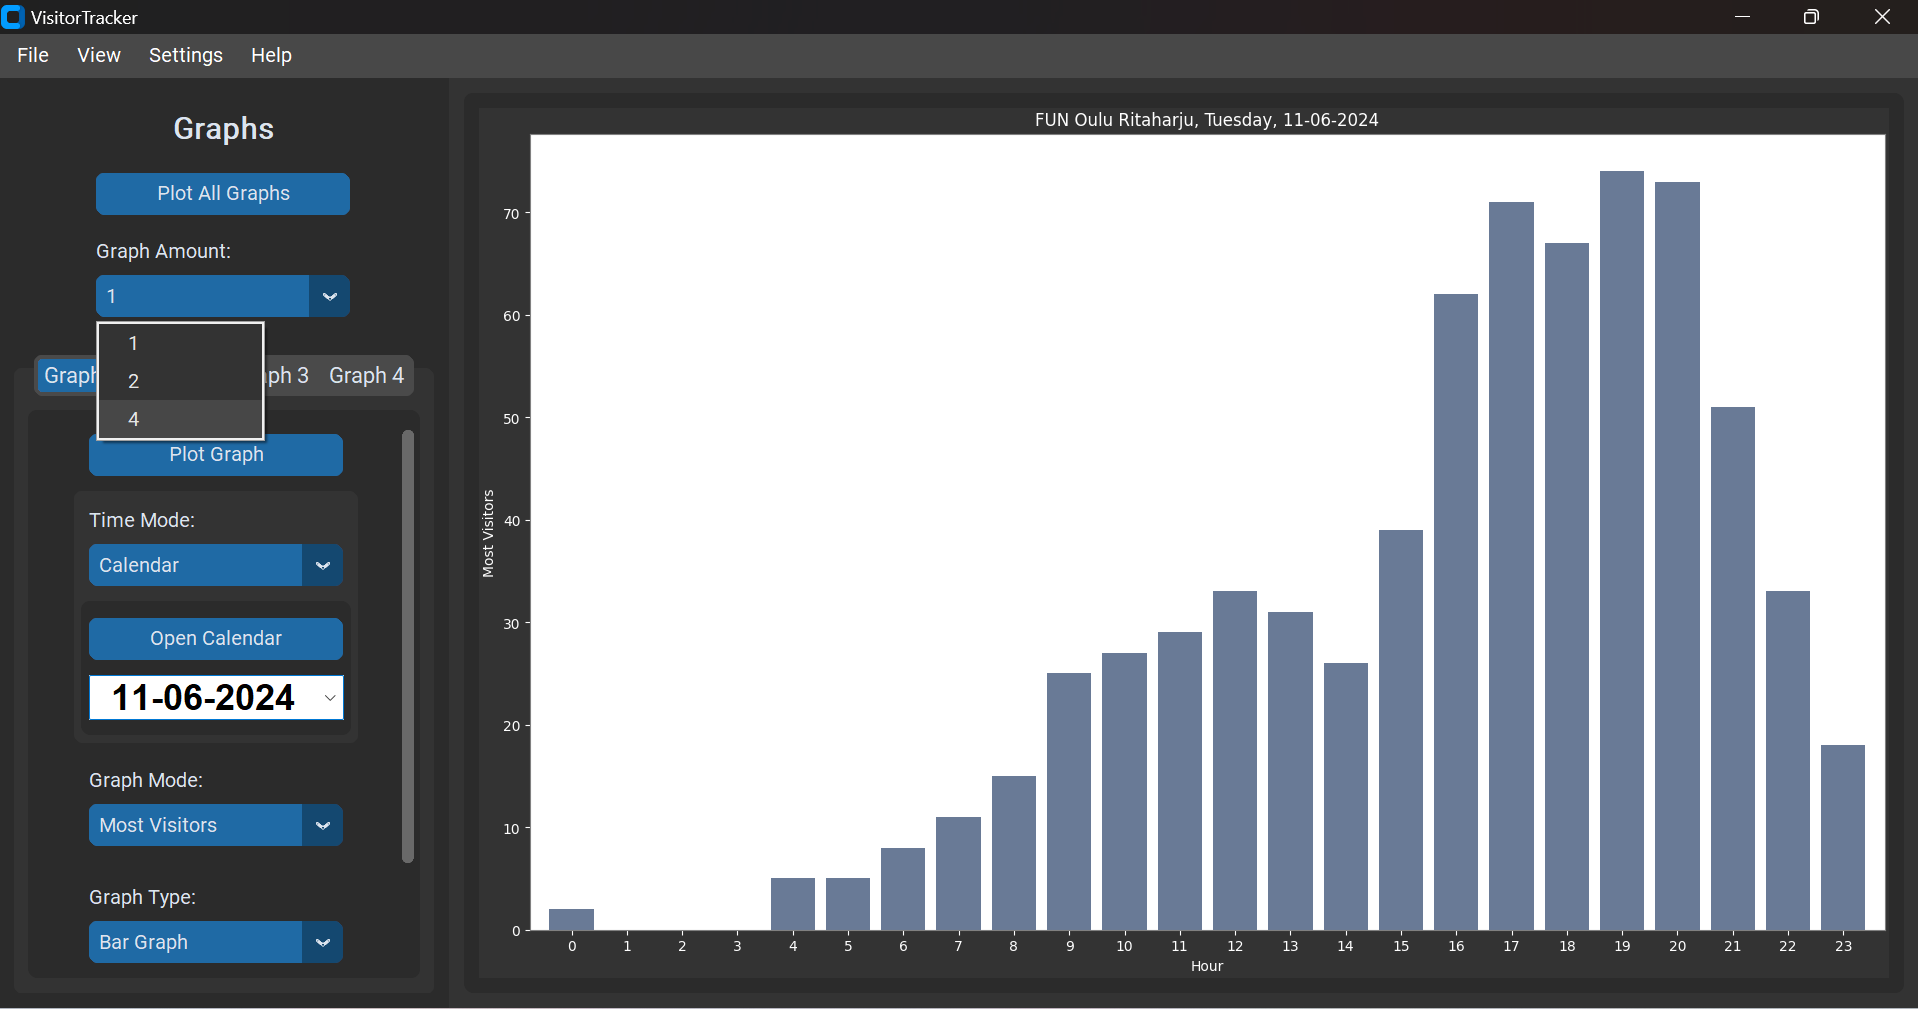 VisitorTracker
File View Settings Help
Graphs
Plot All Graphs
Graph Amount:
1
1
2
4
Graph
ph 3 Graph 4
Plot Graph
Time Mode:
Calendar
Open Calendar
11-06-2024
Graph Mode:
Most Visitors
Graph Type:
Bar Graph
FUN Oulu Ritaharju, Tuesday, 11-06-2024
70
60
50
40
30
20
10
0
Most Visitors
0 1 2 3 4 5 6 7 8 9 10 11 12 13 14 15 16 17 18 19 20 21 22 23
Hour